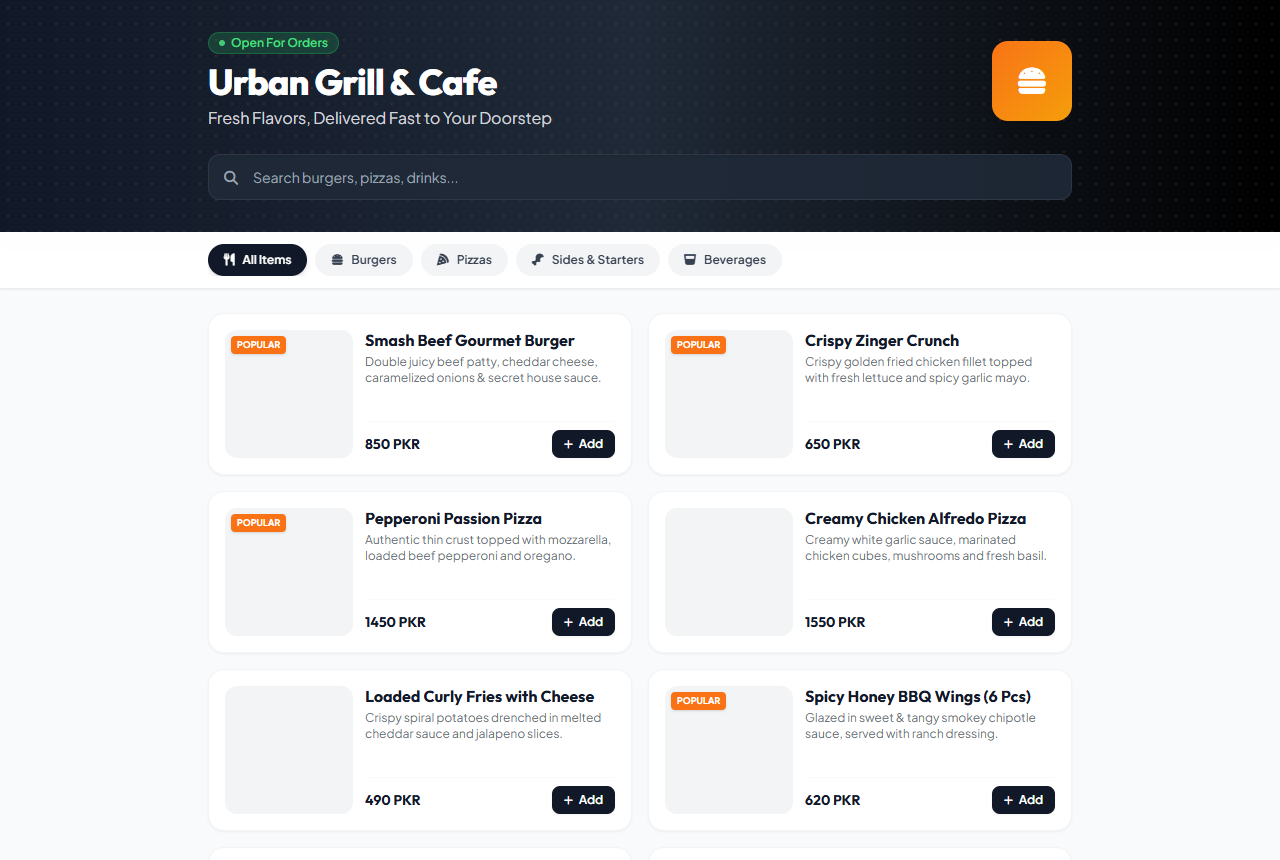 Open For Orders
Urban Grill & Cafe
Fresh Flavors, Delivered Fast to Your Doorstep
Search burgers, pizzas, drinks...
All Items
Burgers
Pizzas
Sides & Starters
Beverages
POPULAR
Smash Beef Gourmet Burger
Double juicy beef patty, cheddar cheese,
caramelized onions & secret house sauce.
850 PKR
+ Add
POPULAR
Crispy Zinger Crunch
Crispy golden fried chicken fillet topped
with fresh lettuce and spicy garlic mayo.
650 PKR
+ Add
POPULAR
Pepperoni Passion Pizza
Authentic thin crust topped with mozzarella,
loaded beef pepperoni and oregano.
1450 PKR
+ Add
Creamy Chicken Alfredo Pizza
Creamy white garlic sauce, marinated
chicken cubes, mushrooms and fresh basil.
1550 PKR
+ Add
Loaded Curly Fries with Cheese
Crispy spiral potatoes drenched in melted
cheddar sauce and jalapeno slices.
490 PKR
+ Add
POPULAR
Spicy Honey BBQ Wings (6 Pcs)
Glazed in sweet & tangy smokey chipotle
sauce, served with ranch dressing.
620 PKR
+ Add